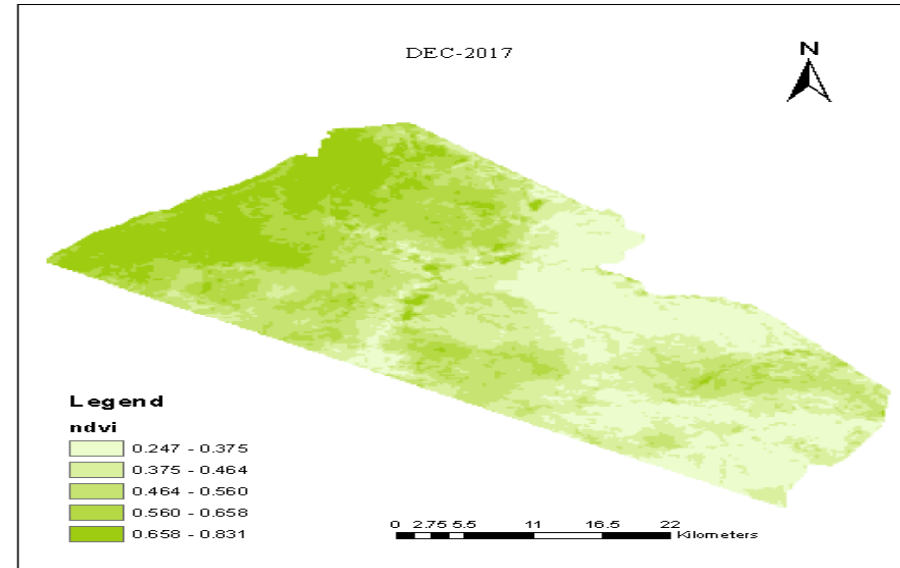 DEC-2017
N
Legend
ndvi
0.247 - 0.375
0.375 - 0.464
0.464 - 0.560
0.560 - 0.658
0.658 - 0.831
0 2.75 5.5 11 16.5 22
Kilometers